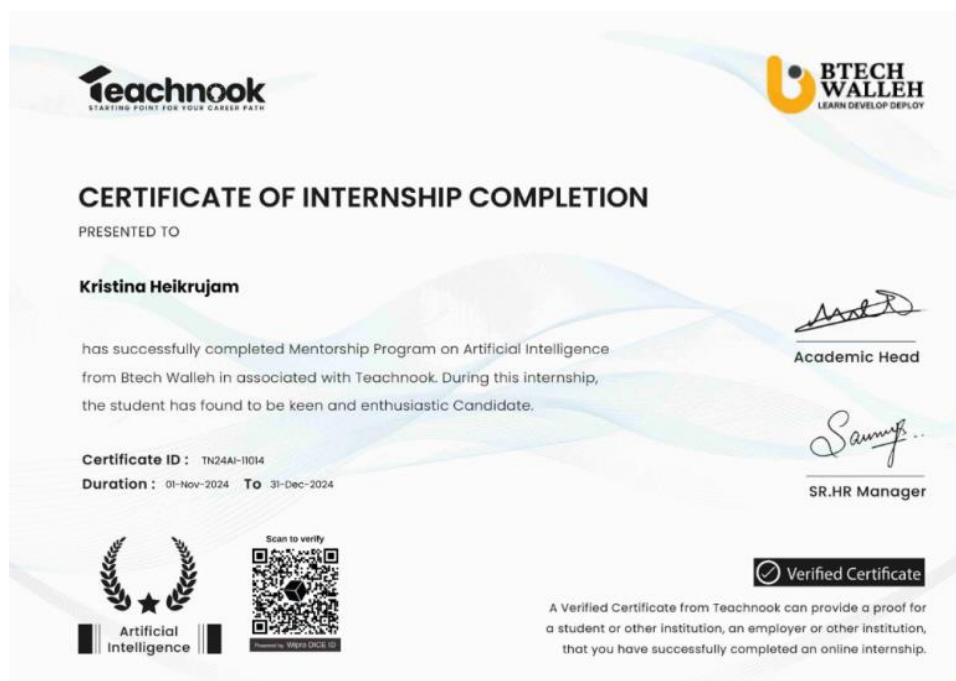 Teachnook
STARTING POINT FOR YOUR CAREER PATH
BTECH
WALLEH
LEARN DEVELOP DEPLOY
CERTIFICATE OF INTERNSHIP COMPLETION
PRESENTED TO
Kristina Heikrujam
has successfully completed Mentorship Program on Artificial Intelligence
from Btech Walleh in associated with Teachnook. During this internship,
the student has found to be keen and enthusiastic Candidate.
Academic Head
Certificate ID : TN24AI-11014
Duration : 01-Nov-2024 To 31-Dec-2024
SR.HR Manager
Scan to verify
Powered by Wipro DICE ID
Artificial
Intelligence
Verified Certificate
A Verified Certificate from Teachnook can provide a proof for
a student or other institution, an employer or other institution,
that you have successfully completed an online internship.